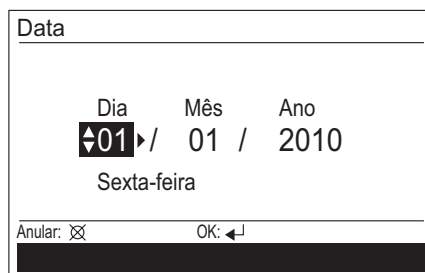 Data
Dia Mês Ano
01 / 01 / 2010
Sexta-feira
Anular: OK: